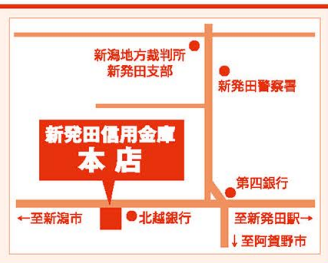 新潟地方裁判所
新発田支部
新発田警察署
新発田信用金庫
本店
第四銀行
←至新潟市
北越銀行
至新発田駅→
↓至阿賀野市